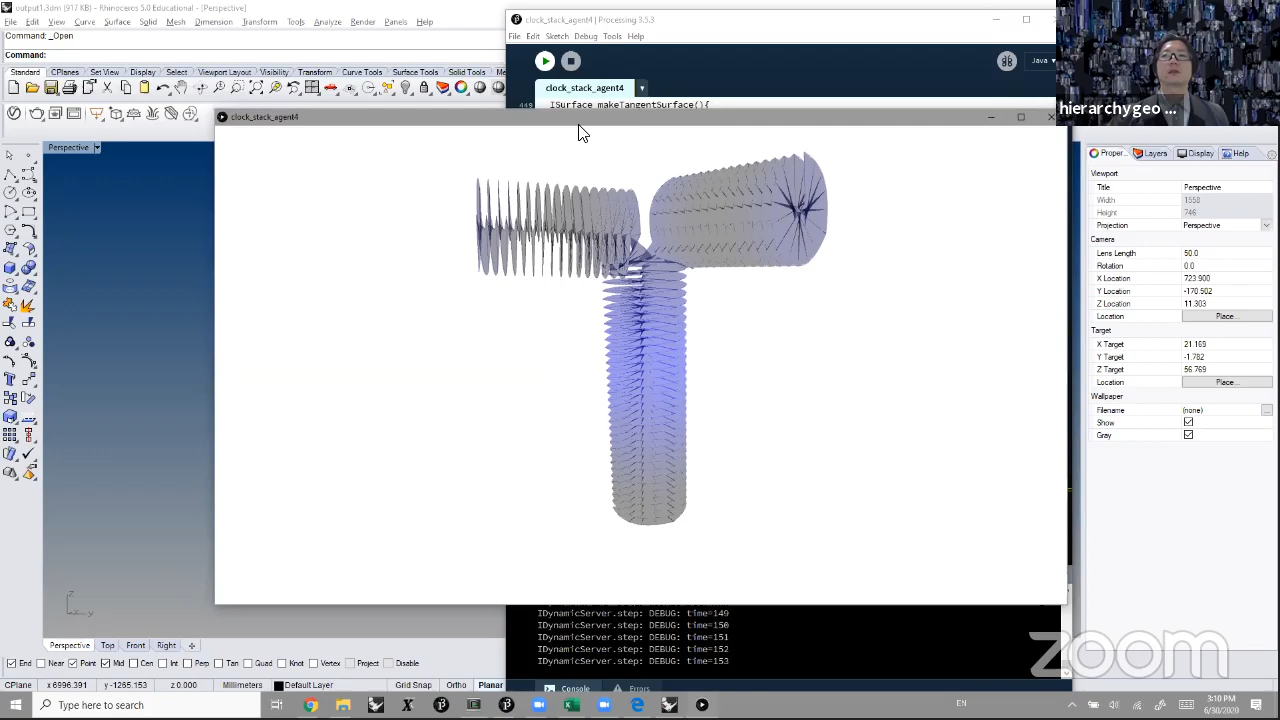 output1.3dm (917 KB) - Rhinoceros 5.0 Educational - [Perspective]
File Edit View Curve Surface Solid Mesh Dimension Transform Tools Analyze Render Panels Help
Command: _Open
Command:
Standard CPlanes Set View Display Select Viewport Layout Visibility Transform Curve Tools Surface Tools Solid Tools Me
Perspective
clock_stack_agent4 | Processing 3.5.3
File Edit Sketch Debug Tools Help
Java
clock_stack_agent4
449 ISurface makeTangentSurface(){
clock_stack_agent4
hierarchygeo ...
Proper... Layers Display Help
Viewport
Title Perspective
Width 1558
Height 746
Projection Perspective
Camera
Lens Length 50.0
Rotation 0.0
X Location 723.900
Y Location -170.502
Z Location 11.303
Location Place...
Target
X Target 21.169
Y Target -1.782
Z Target 56.769
Location Place...
Wallpaper
Filename (none) ...
Show
Gray
z
x y
IDynamicServer.step: DEBUG: time=149
IDynamicServer.step: DEBUG: time=150
IDynamicServer.step: DEBUG: time=151
IDynamicServer.step: DEBUG: time=152
IDynamicServer.step: DEBUG: time=153
Console Errors
Perspective Top Front Right
End Near Point Mid Cen Int Perp Tan Quad Knot Vertex Project Disable
CPlane x 6996.391 y -1265.153 z 0.000 Millimeters Default Layer Grid Snap Ortho Planar
zoom
Type here to search
EN
3:10 PM
6/30/2020